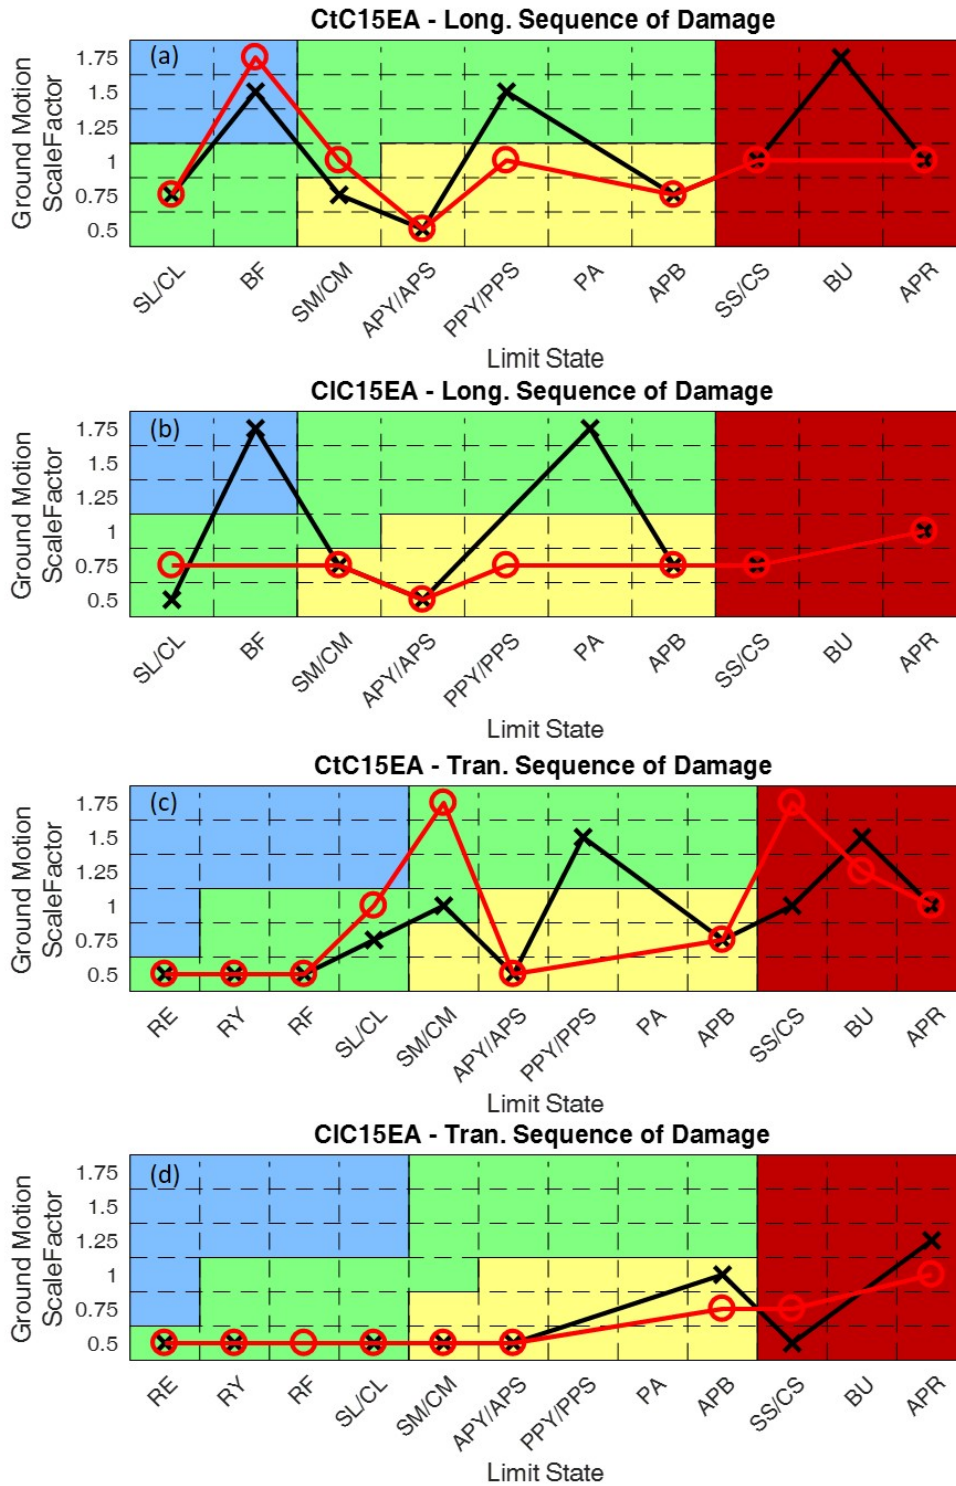 CtC15EA - Long. Sequence of Damage
(a)
Ground Motion
ScaleFactor
1.75
1.5
1.25
1
0.75
0.5
SL/CL
BF
SM/CM
APY/APS
PPY/PPS
PA
APB
SS/CS
BU
APR
Limit State
ClC15EA - Long. Sequence of Damage
(b)
Ground Motion
ScaleFactor
1.75
1.5
1.25
1
0.75
0.5
SL/CL
BF
SM/CM
APY/APS
PPY/PPS
PA
APB
SS/CS
BU
APR
Limit State
CtC15EA - Tran. Sequence of Damage
(c)
Ground Motion
ScaleFactor
1.75
1.5
1.25
1
0.75
0.5
RE
RY
RF
SL/CL
SM/CM
APY/APS
PPY/PPS
PA
APB
SS/CS
BU
APR
Limit State
ClC15EA - Tran. Sequence of Damage
(d)
Ground Motion
ScaleFactor
1.75
1.5
1.25
1
0.75
0.5
RE
RY
RF
SL/CL
SM/CM
APY/APS
PPY/PPS
PA
APB
SS/CS
BU
APR
Limit State